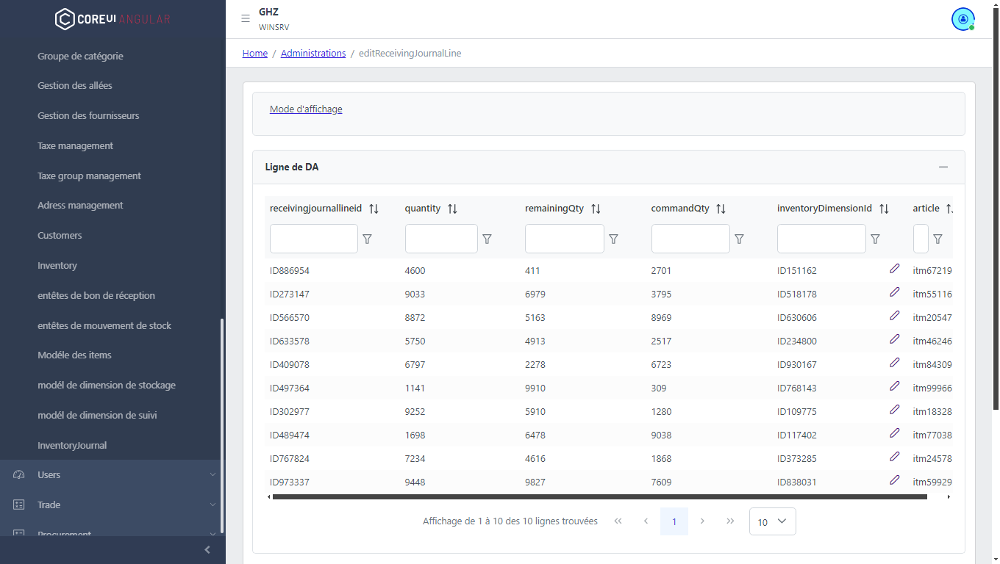 COREUI ANGULAR
Groupe de catégorie
Gestion des allées
Gestion des fournisseurs
Taxe management
Taxe group management
Adress management
Customers
Inventory
entêtes de bon de réception
entêtes de mouvement de stock
Modéle des items
modél de dimension de stockage
modél de dimension de suivi
InventoryJournal
Users
Trade
Procurement
GHZ
WINSRV
Home / Administrations / editReceivingJournalLine
Mode d'affichage
Ligne de DA
receivingjournallineid quantity remainingQty commandQty inventoryDimensionId article
ID886954 4600 411 2701 ID151162 itm67219
ID273147 9033 6979 3795 ID518178 itm55116
ID566570 8872 5163 8969 ID630606 itm20547
ID633578 5750 4913 2517 ID234800 itm46246
ID409078 6797 2278 6723 ID930167 itm84309
ID497364 1141 9910 309 ID768143 itm99966
ID302977 9252 5910 1280 ID109775 itm18328
ID489474 1698 6478 9038 ID117402 itm77038
ID767824 7234 4616 1868 ID373285 itm24578
ID973337 9448 9827 7609 ID838031 itm59929
Affichage de 1 à 10 des 10 lignes trouvées 1 10